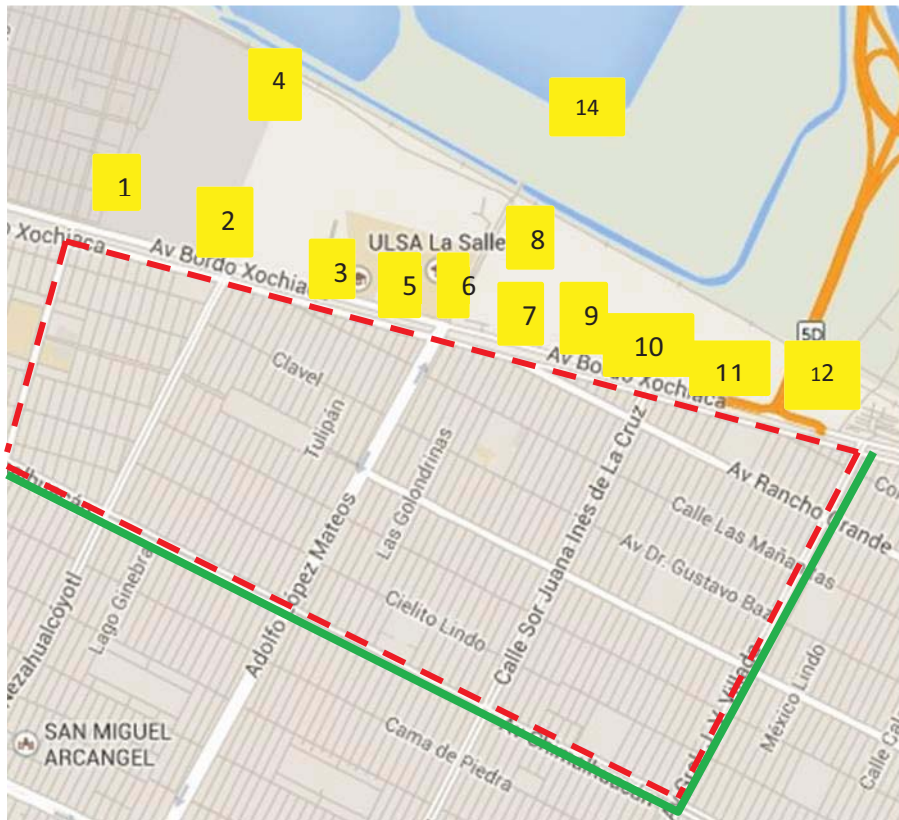 4
14
1
2
o Xochiaca
Av Bordo Xochiaca
ULSA La Salle
8
3
5
6
7
9
10
5D
11
12
Av Bordo Xochiaca
Clavel
Tulipán
Las Golondrinas
Adolfo López Mateos
Calle Sor Juana Inés de La Cruz
Av Rancho Grande
Calle Las Mañanitas
Av Dr. Gustavo Baz
Cielito Lindo
Lago Ginebra
Nezahualcóyotl
México Lindo
SAN MIGUEL
ARCANGEL
Cama de Piedra
Av Chimalhuacán
Villada